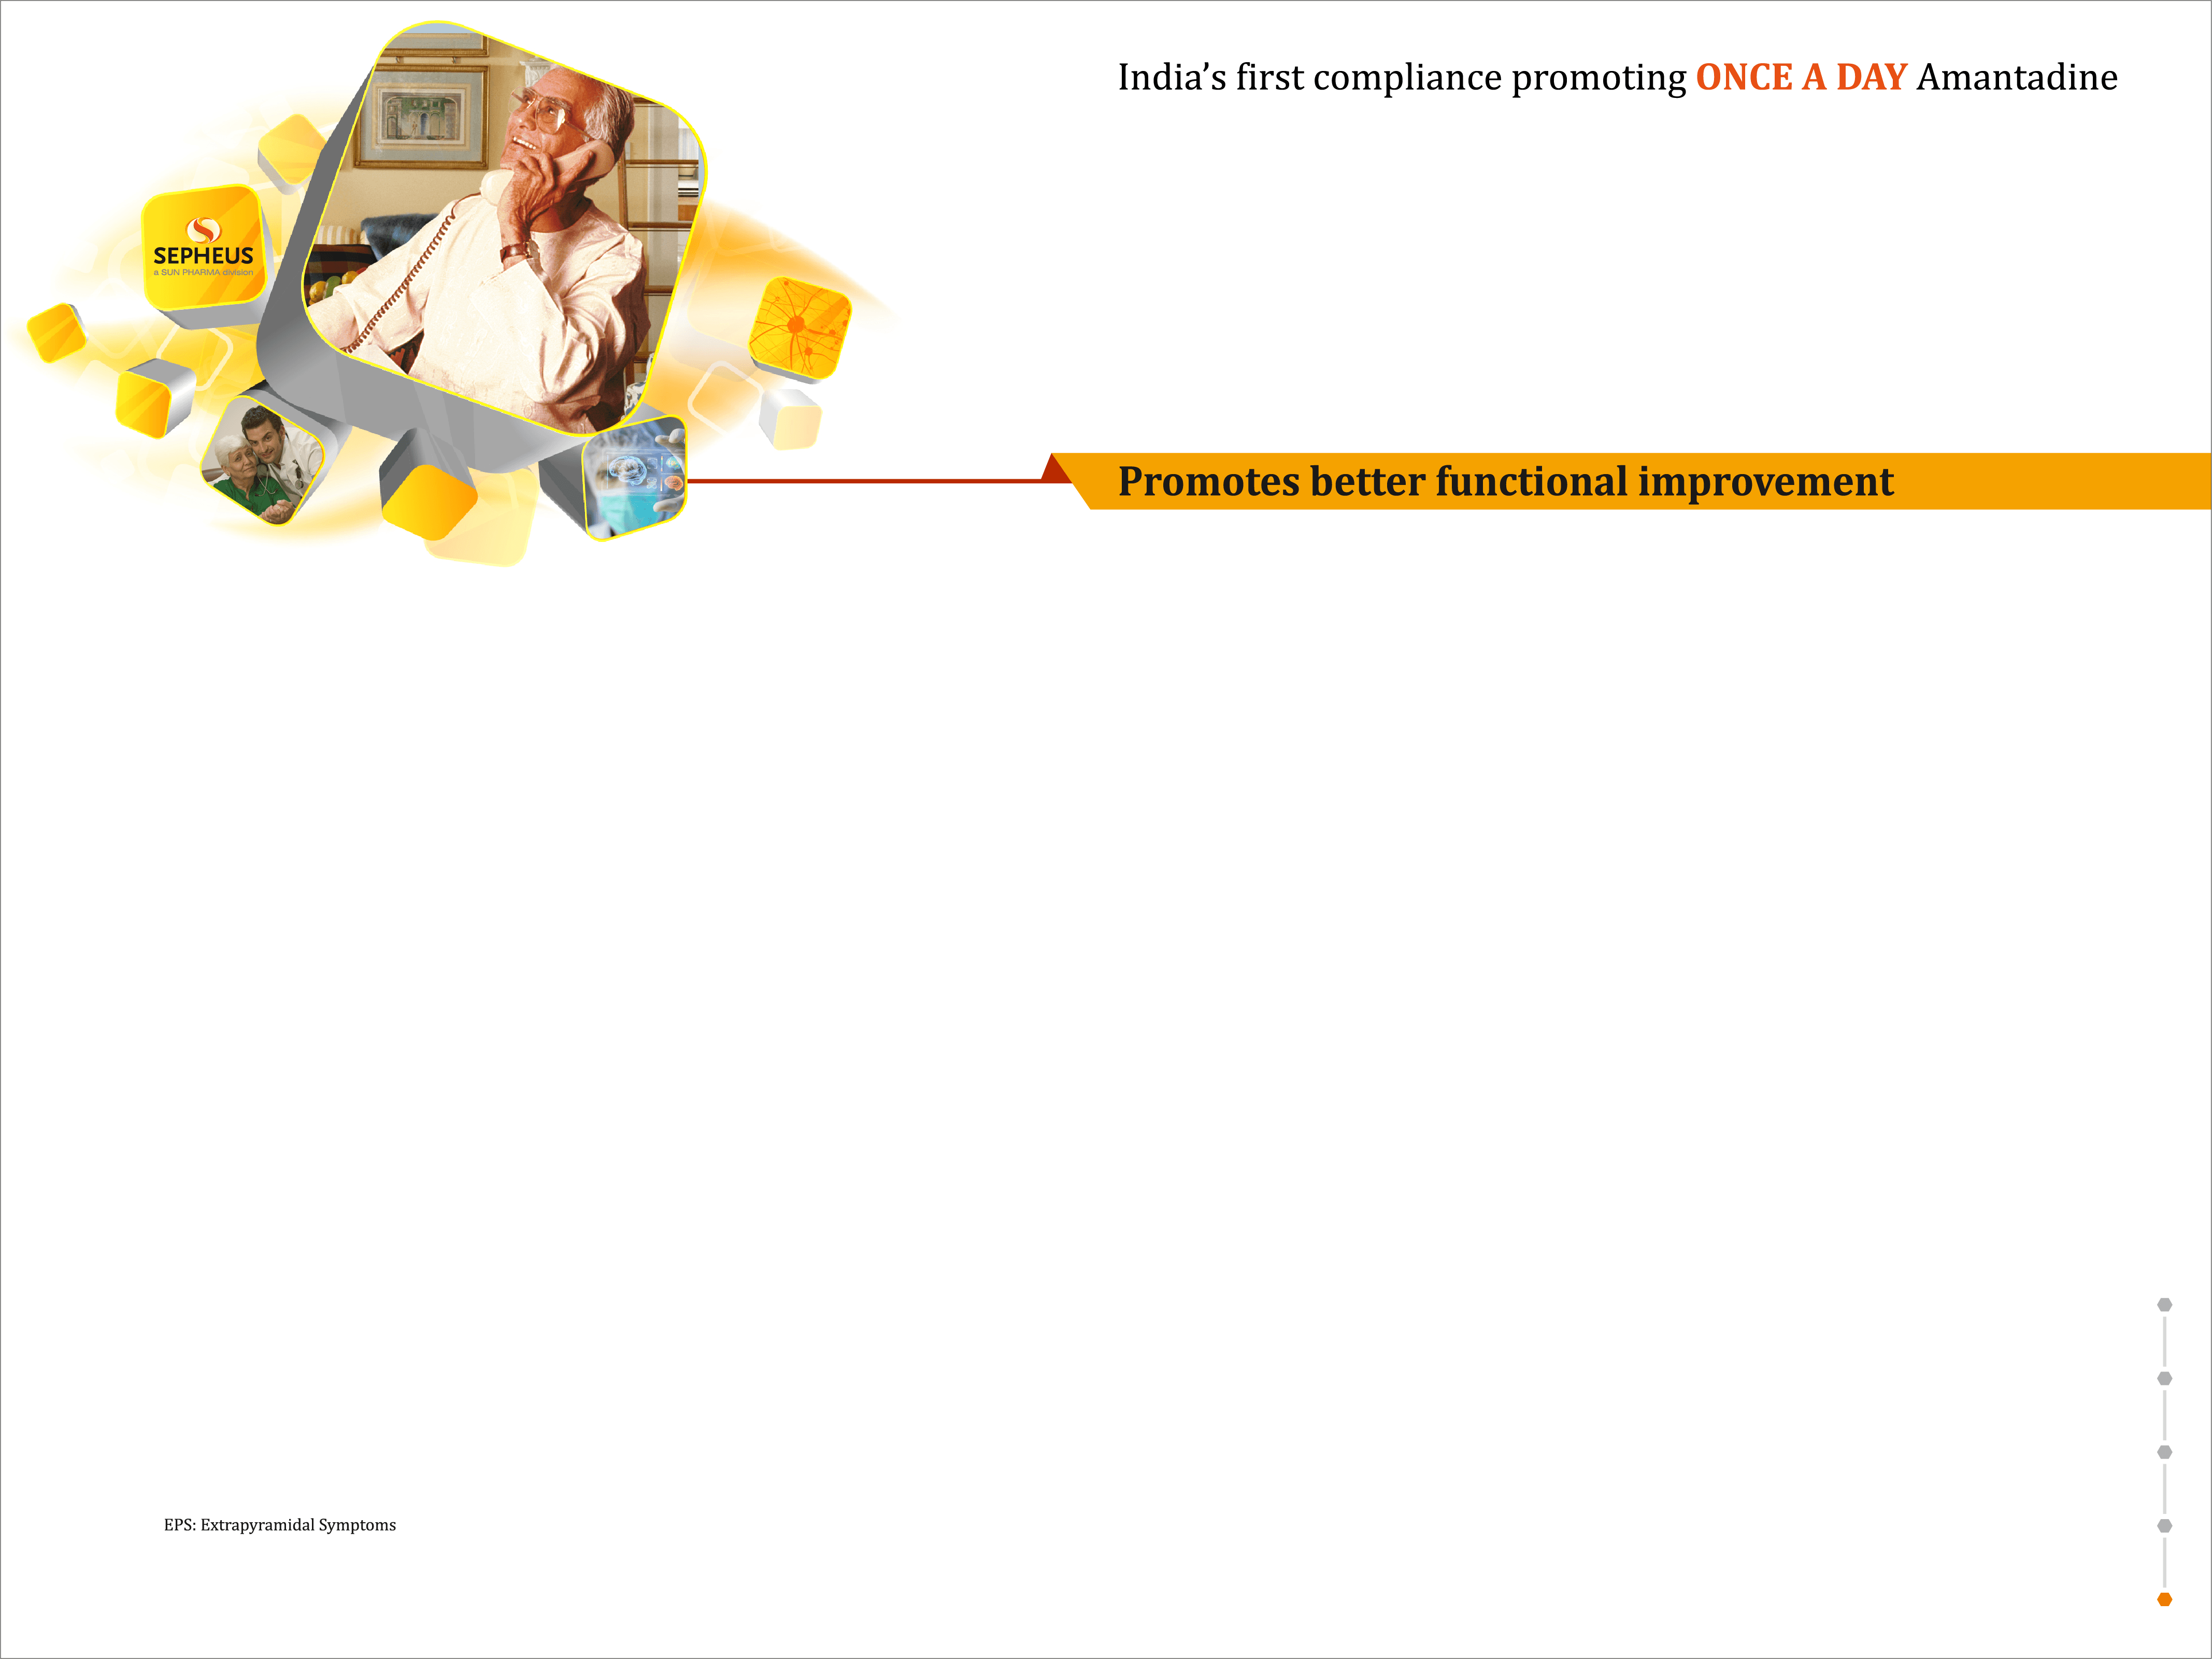 India’s first compliance promoting ONCE A DAY Amantadine
SEPHEUS
a SUN PHARMA division
Promotes better functional improvement
EPS: Extrapyramidal Symptoms